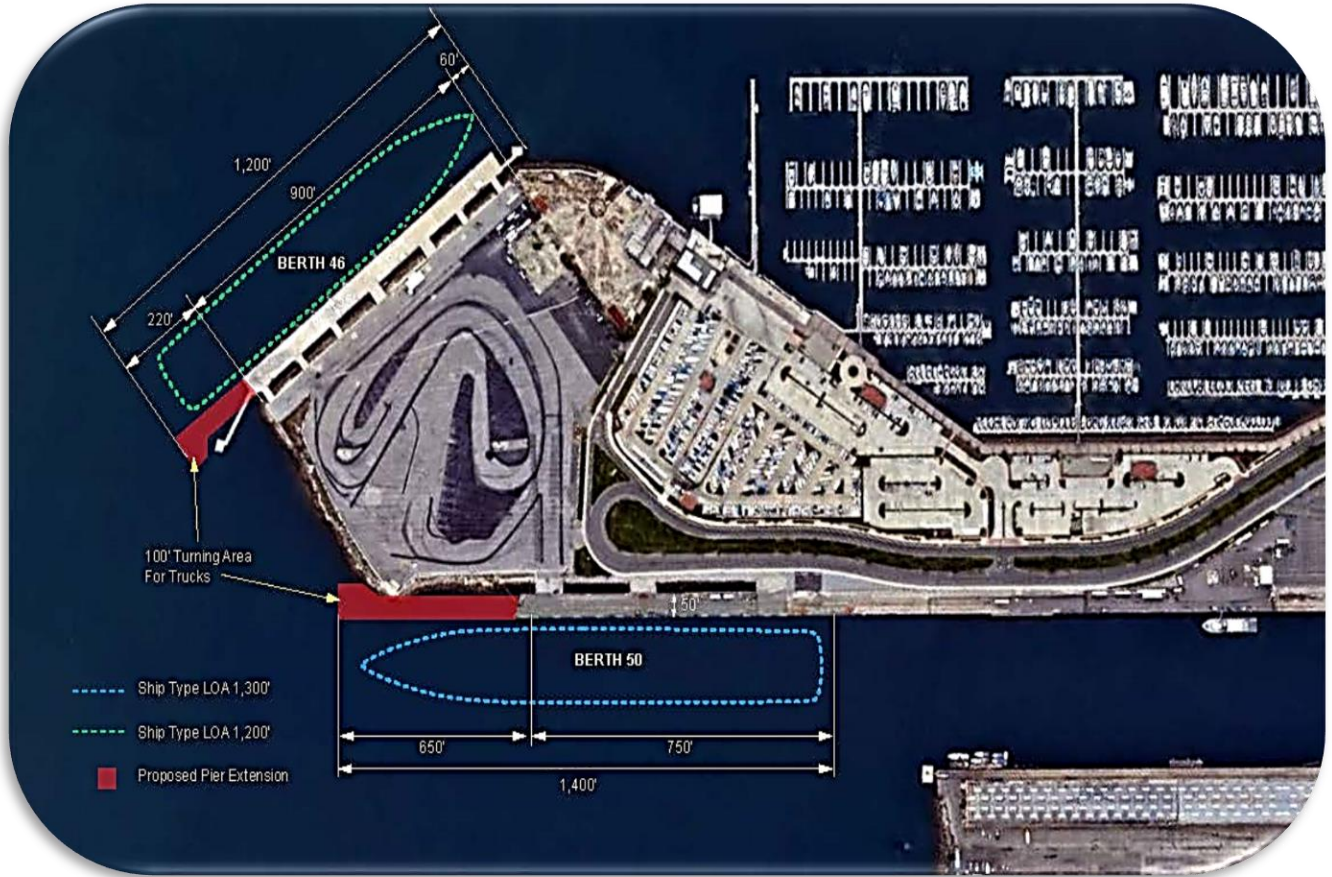 60'
1,200'
900'
BERTH 46
220'
100' Turning Area
For Trucks
50'
BERTH 50
Ship Type LOA 1,300'
Ship Type LOA 1,200'
650'
750'
Proposed Pier Extension
1,400'